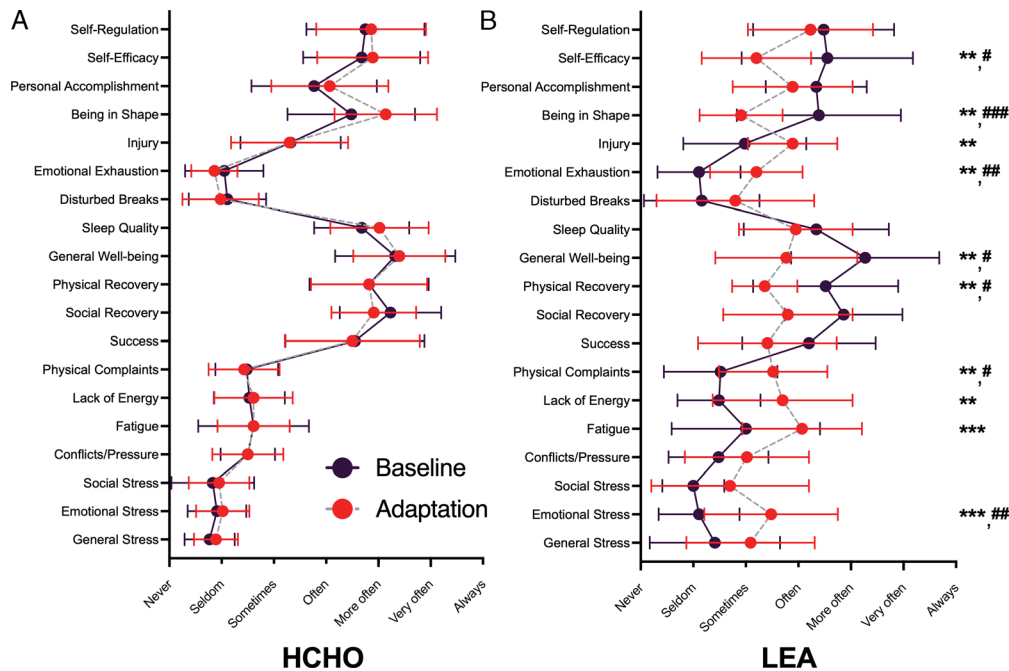 A
Self-Regulation
Self-Efficacy
Personal Accomplishment
Being in Shape
Injury
Emotional Exhaustion
Disturbed Breaks
Sleep Quality
General Well-being
Physical Recovery
Social Recovery
Success
Physical Complaints
Lack of Energy
Fatigue
Conflicts/Pressure
Social Stress
Emotional Stress
General Stress
Baseline
Adaptation
Never
Seldom
Sometimes
Often
More often
Very often
Always
HCHO
B
Self-Regulation
Self-Efficacy **,#
Personal Accomplishment
Being in Shape **,###
Injury **
Emotional Exhaustion **,##
Disturbed Breaks
Sleep Quality
General Well-being **,#
Physical Recovery **,#
Social Recovery
Success
Physical Complaints **,#
Lack of Energy **
Fatigue ***
Conflicts/Pressure
Social Stress
Emotional Stress ***,##
General Stress
Never
Seldom
Sometimes
Often
More often
Very often
Always
LEA